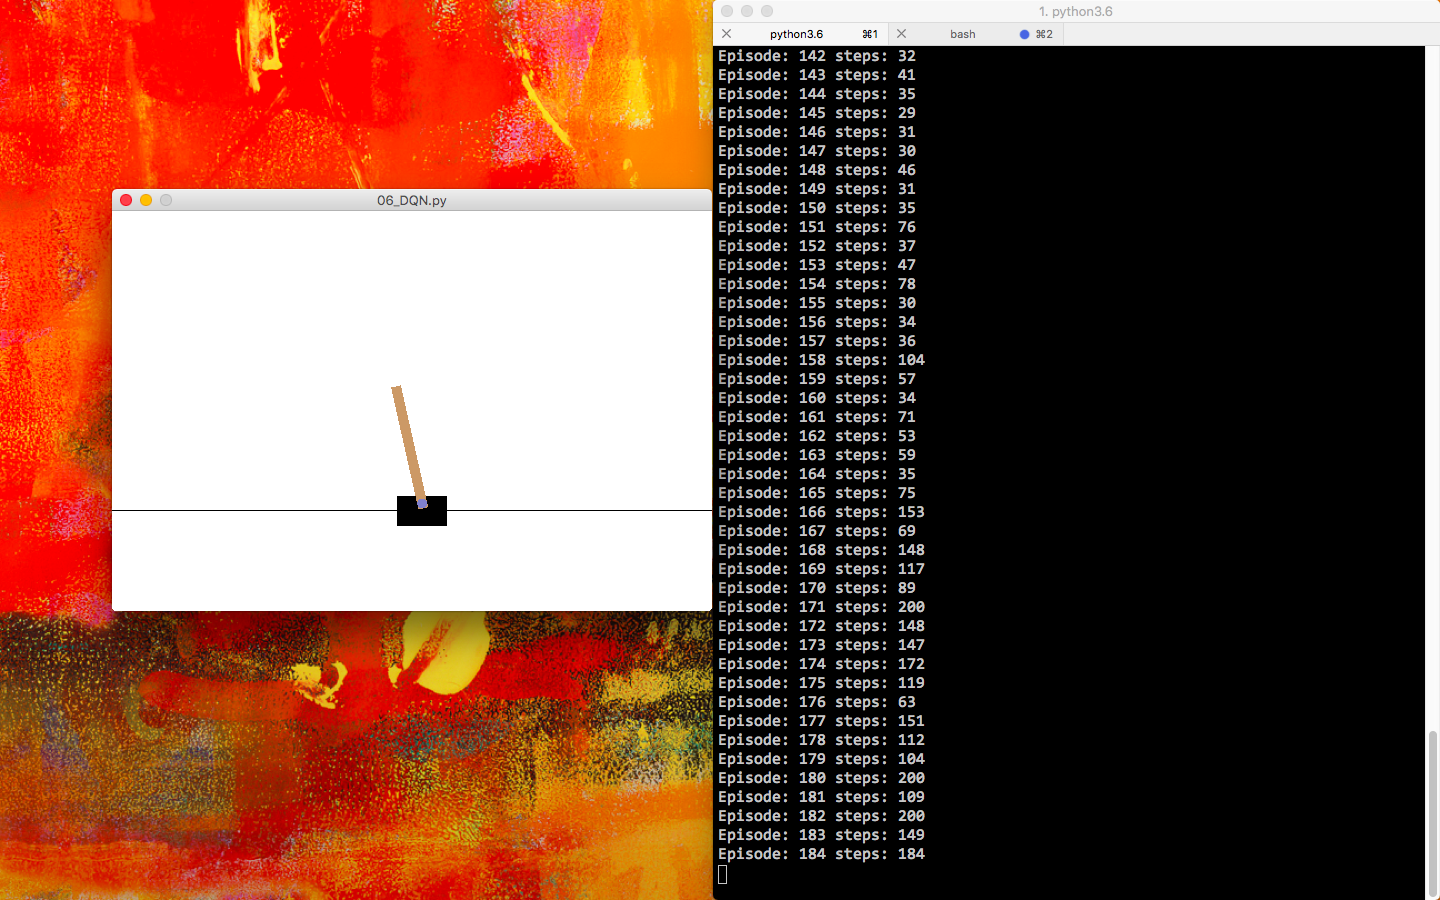 06_DQN.py
1. python3.6
python3.6 ⌘1 bash ⌘2
Episode: 142 steps: 32
Episode: 143 steps: 41
Episode: 144 steps: 35
Episode: 145 steps: 29
Episode: 146 steps: 31
Episode: 147 steps: 30
Episode: 148 steps: 46
Episode: 149 steps: 31
Episode: 150 steps: 35
Episode: 151 steps: 76
Episode: 152 steps: 37
Episode: 153 steps: 47
Episode: 154 steps: 78
Episode: 155 steps: 30
Episode: 156 steps: 34
Episode: 157 steps: 36
Episode: 158 steps: 104
Episode: 159 steps: 57
Episode: 160 steps: 34
Episode: 161 steps: 71
Episode: 162 steps: 53
Episode: 163 steps: 59
Episode: 164 steps: 35
Episode: 165 steps: 75
Episode: 166 steps: 153
Episode: 167 steps: 69
Episode: 168 steps: 148
Episode: 169 steps: 117
Episode: 170 steps: 89
Episode: 171 steps: 200
Episode: 172 steps: 148
Episode: 173 steps: 147
Episode: 174 steps: 172
Episode: 175 steps: 119
Episode: 176 steps: 63
Episode: 177 steps: 151
Episode: 178 steps: 112
Episode: 179 steps: 104
Episode: 180 steps: 200
Episode: 181 steps: 109
Episode: 182 steps: 200
Episode: 183 steps: 149
Episode: 184 steps: 184